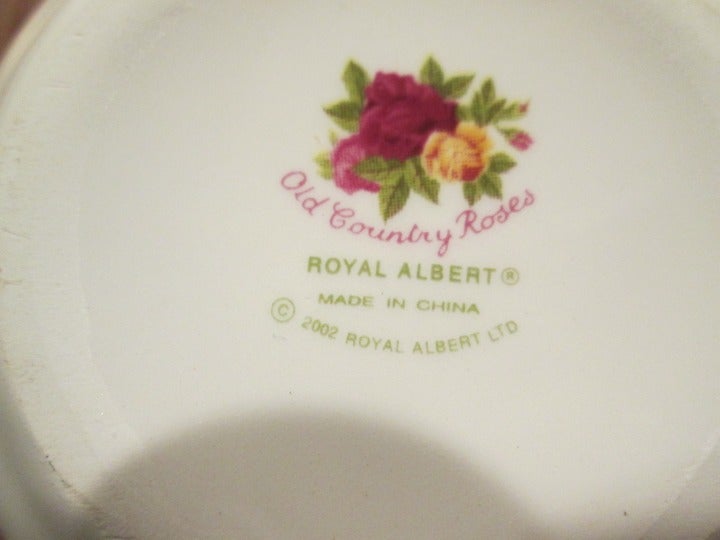 Old Country Roses
ROYAL ALBERT®
MADE IN CHINA
© 2002 ROYAL ALBERT LTD